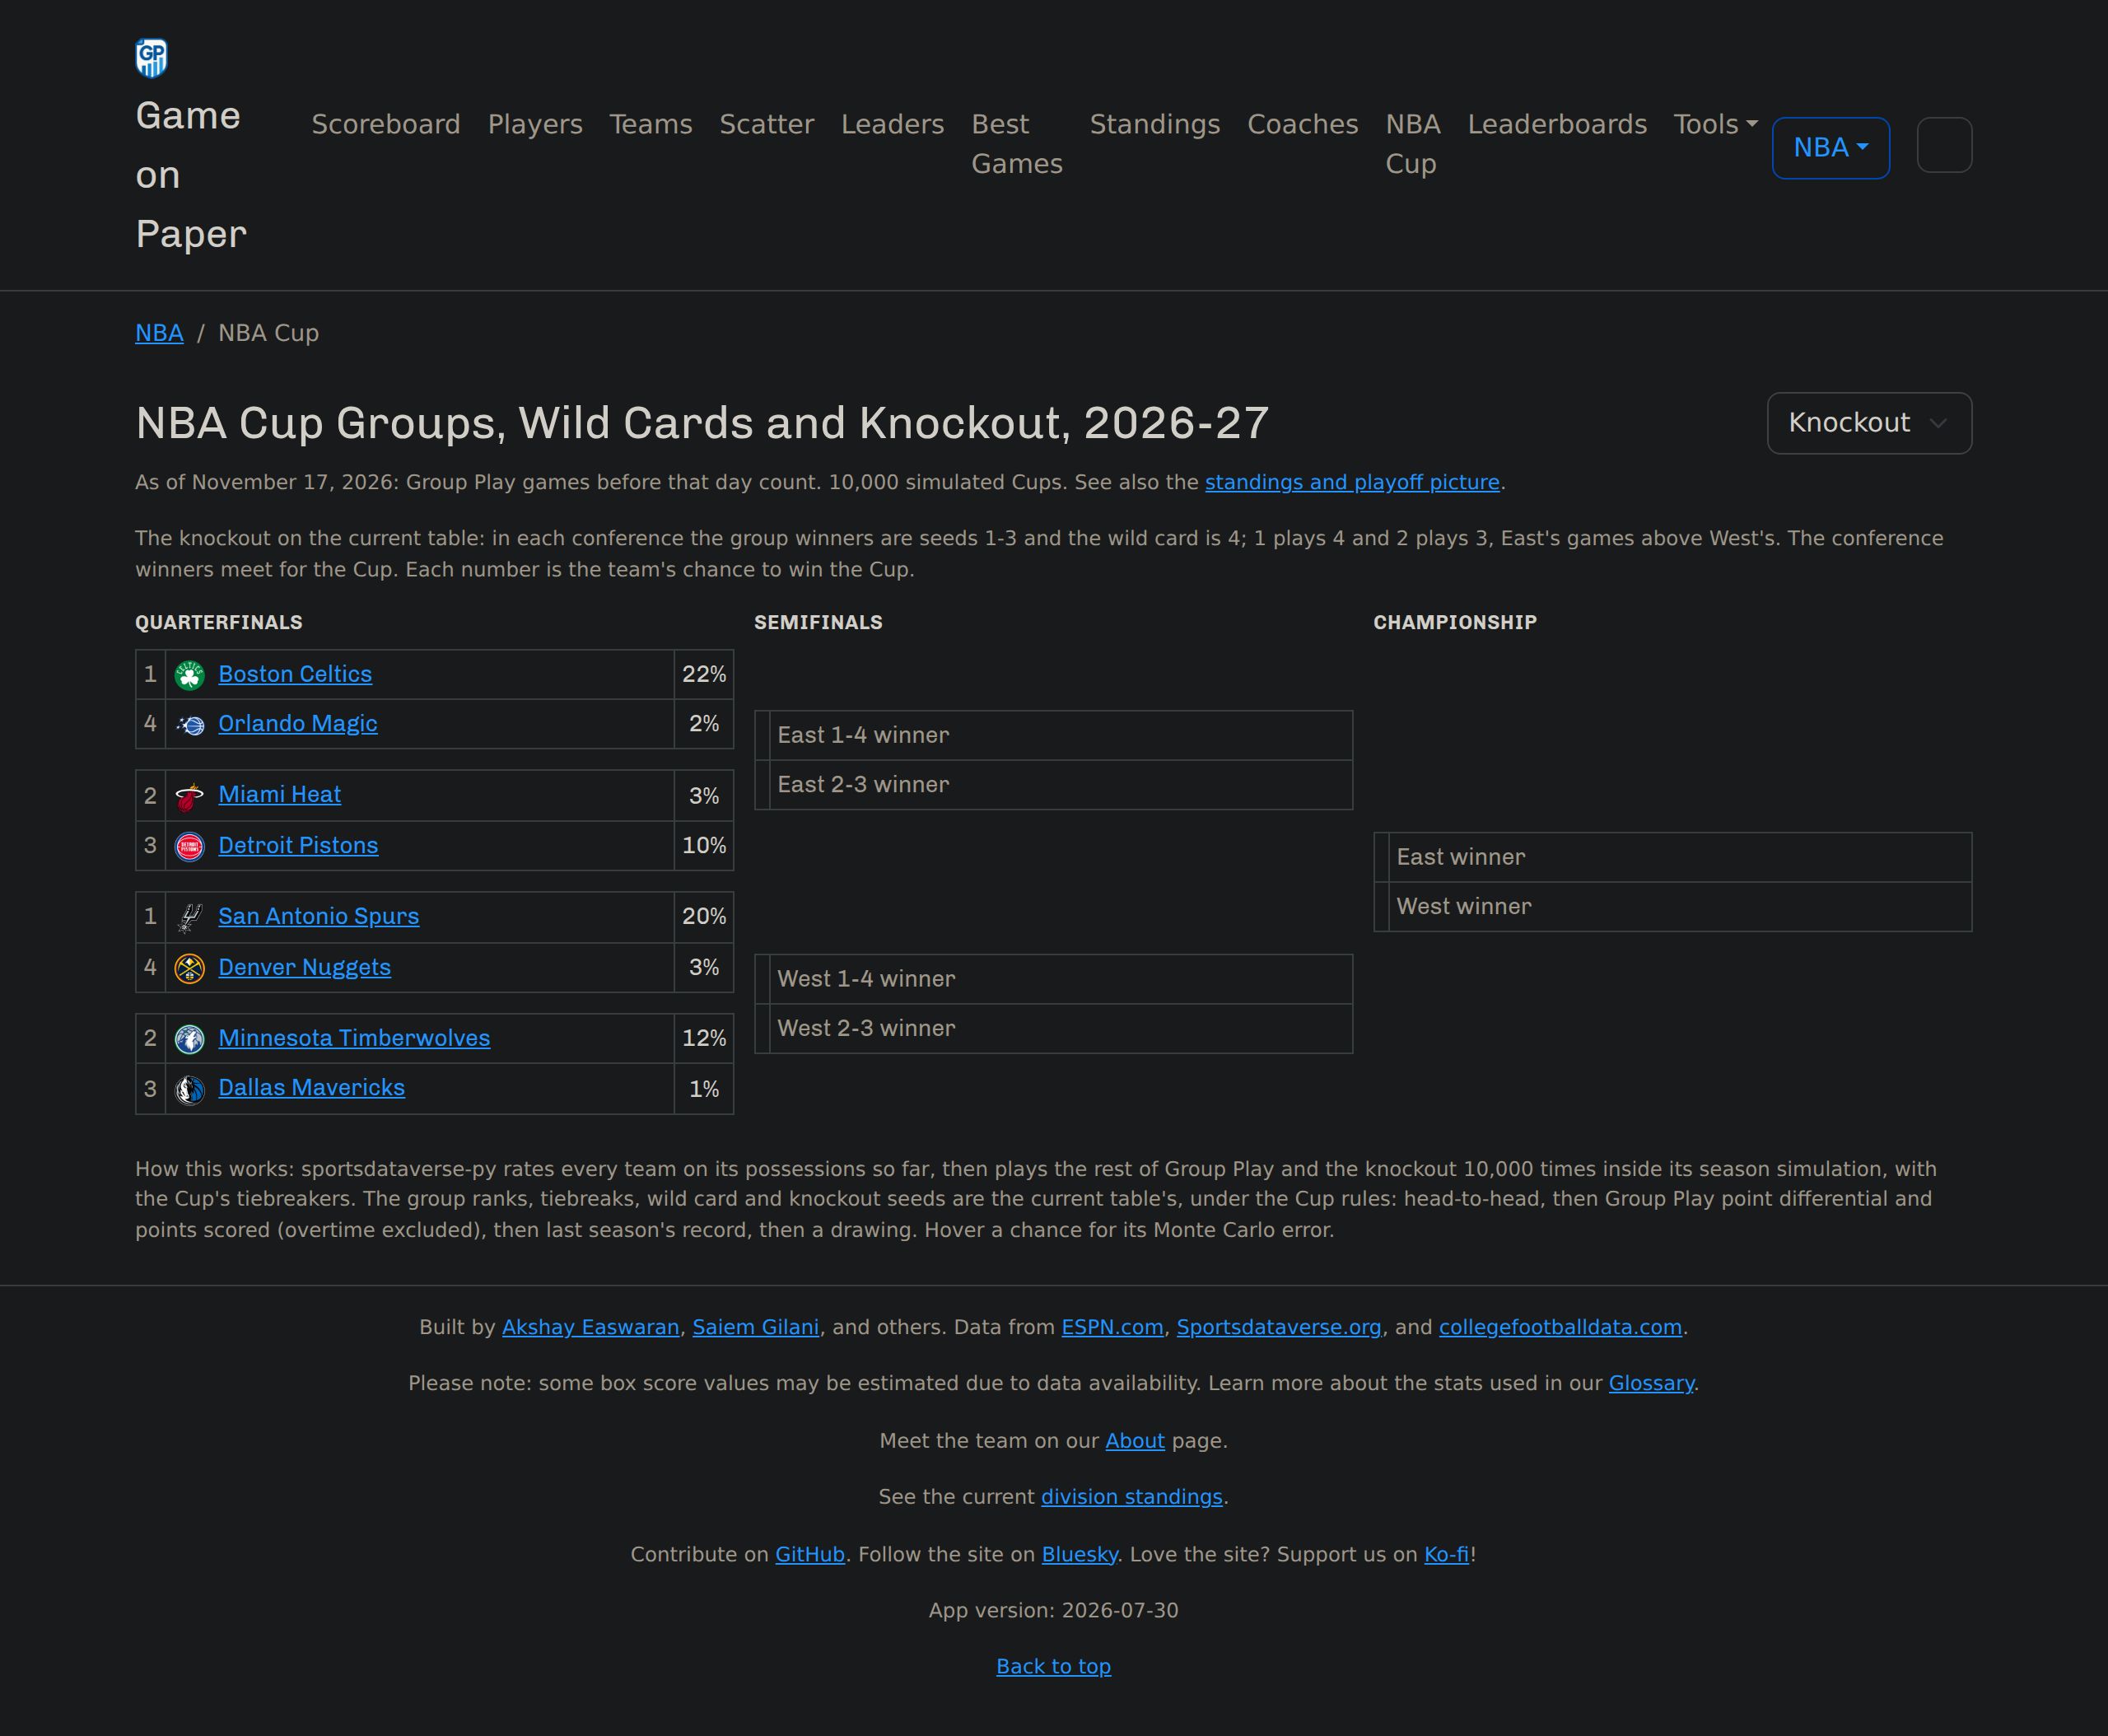 GP
Game
on
Paper
Scoreboard Players Teams Scatter Leaders Best Games Standings Coaches NBA Cup Leaderboards Tools NBA
NBA / NBA Cup
NBA Cup Groups, Wild Cards and Knockout, 2026-27
Knockout
As of November 17, 2026: Group Play games before that day count. 10,000 simulated Cups. See also the standings and playoff picture.
The knockout on the current table: in each conference the group winners are seeds 1-3 and the wild card is 4; 1 plays 4 and 2 plays 3, East's games above West's. The conference
winners meet for the Cup. Each number is the team's chance to win the Cup.
QUARTERFINALS
1 Boston Celtics 22%
4 Orlando Magic 2%
2 Miami Heat 3%
3 Detroit Pistons 10%
1 San Antonio Spurs 20%
4 Denver Nuggets 3%
2 Minnesota Timberwolves 12%
3 Dallas Mavericks 1%
SEMIFINALS
East 1-4 winner
East 2-3 winner
West 1-4 winner
West 2-3 winner
CHAMPIONSHIP
East winner
West winner
How this works: sportsdataverse-py rates every team on its possessions so far, then plays the rest of Group Play and the knockout 10,000 times inside its season simulation, with
the Cup's tiebreakers. The group ranks, tiebreaks, wild card and knockout seeds are the current table's, under the Cup rules: head-to-head, then Group Play point differential and
points scored (overtime excluded), then last season's record, then a drawing. Hover a chance for its Monte Carlo error.
Built by Akshay Easwaran, Saiem Gilani, and others. Data from ESPN.com, Sportsdataverse.org, and collegefootballdata.com.
Please note: some box score values may be estimated due to data availability. Learn more about the stats used in our Glossary.
Meet the team on our About page.
See the current division standings.
Contribute on GitHub. Follow the site on Bluesky. Love the site? Support us on Ko-fi!
App version: 2026-07-30
Back to top